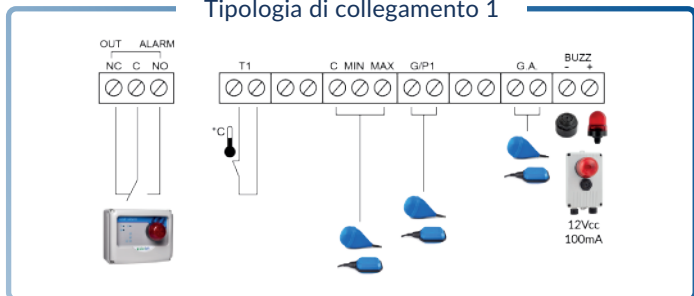 Tipologia di collegamento 1
OUT ALARM
NC C NO
T1
C MIN MAX
G/P1
G.A.
BUZZ
- +
°C
12Vcc
100mA